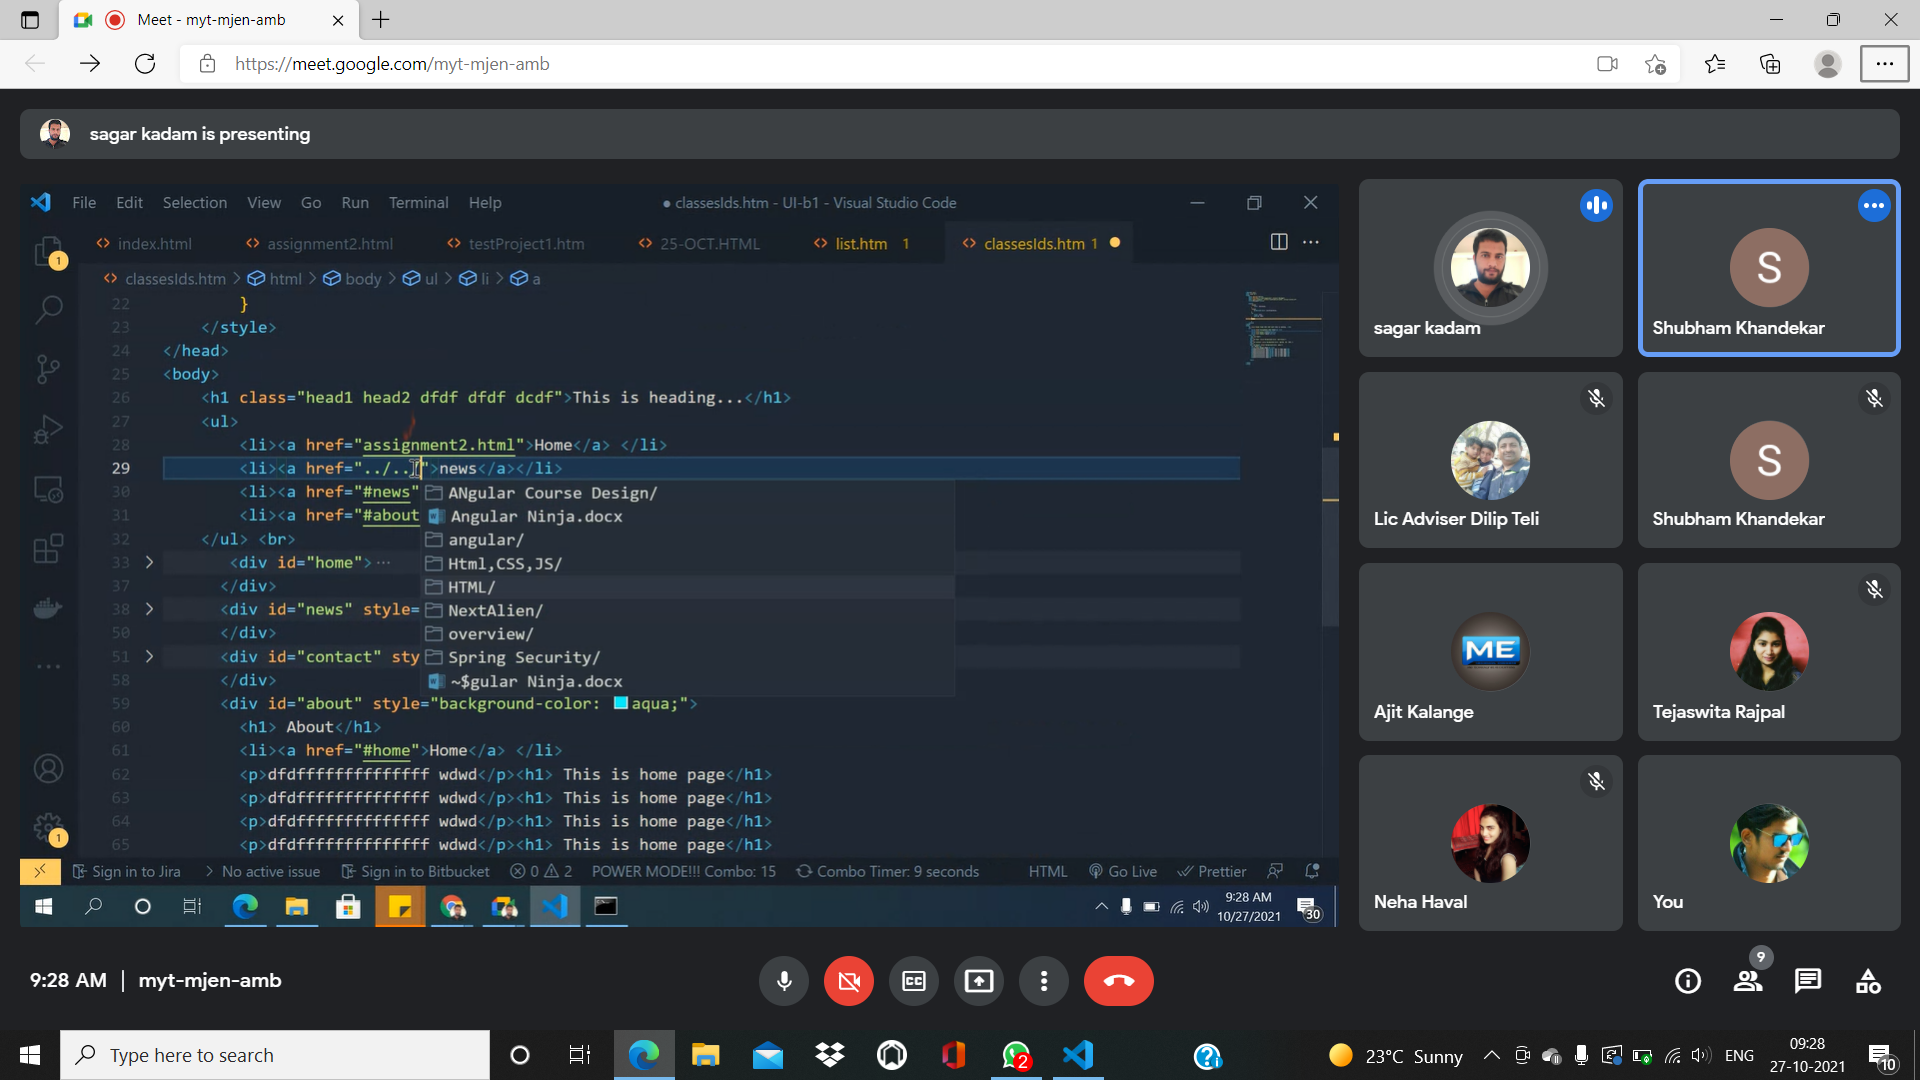 Meet - myt-mjen-amb
https://meet.google.com/myt-mjen-amb
sagar kadam is presenting
File Edit Selection View Go Run Terminal Help
● classesIds.htm - UI-b1 - Visual Studio Code
index.html
assignment2.html
testProject1.htm
25-OCT.HTML
list.htm 1
classesIds.htm 1
classesIds.htm > html > body > ul > li > a
22 }
23 </style>
24 </head>
25 <body>
26 <h1 class="head1 head2 dfdf dfdf dcdf">This is heading...</h1>
27 <ul>
28 <li><a href="assignment2.html">Home</a> </li>
29 <li><a href="../../">news</a></li>
30 <li><a href="#news"
31 <li><a href="#about
32 </ul> <br>
33 <div id="home">···
37 </div>
38 <div id="news" style=
50 </div>
51 <div id="contact" sty
58 </div>
59 <div id="about" style="background-color: aqua;">
60 <h1> About</h1>
61 <li><a href="#home">Home</a> </li>
62 <p>dfdffffffffffffff wdwd</p><h1> This is home page</h1>
63 <p>dfdffffffffffffff wdwd</p><h1> This is home page</h1>
64 <p>dfdffffffffffffff wdwd</p><h1> This is home page</h1>
65 <p>dfdffffffffffffff wdwd</p><h1> This is home page</h1>
ANgular Course Design/
Angular Ninja.docx
angular/
Html,CSS,JS/
HTML/
NextAlien/
overview/
Spring Security/
~$gular Ninja.docx
1
1
Sign in to Jira
No active issue
Sign in to Bitbucket
0 2
POWER MODE!!! Combo: 15
Combo Timer: 9 seconds
HTML
Go Live
Prettier
9:28 AM
10/27/2021
30
sagar kadam
S
Shubham Khandekar
Lic Adviser Dilip Teli
S
Shubham Khandekar
ME
Ajit Kalange
Tejaswita Rajpal
Neha Haval
You
9:28 AM | myt-mjen-amb
CC
9
Type here to search
2
23°C Sunny
ENG
09:28
27-10-2021
10